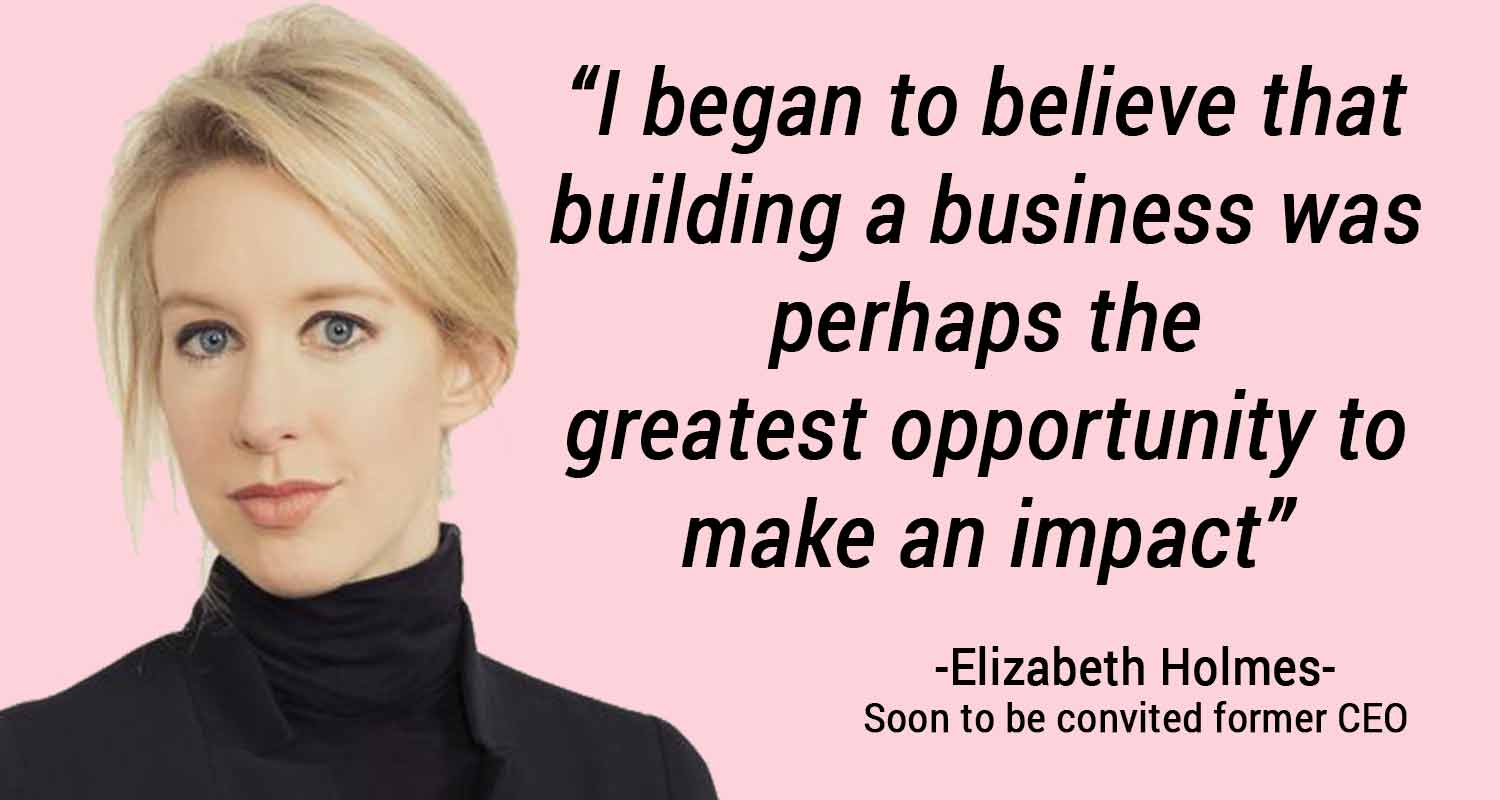 “I began to believe that
building a business was
perhaps the
greatest opportunity to
make an impact”
-Elizabeth Holmes-
Soon to be convited former CEO